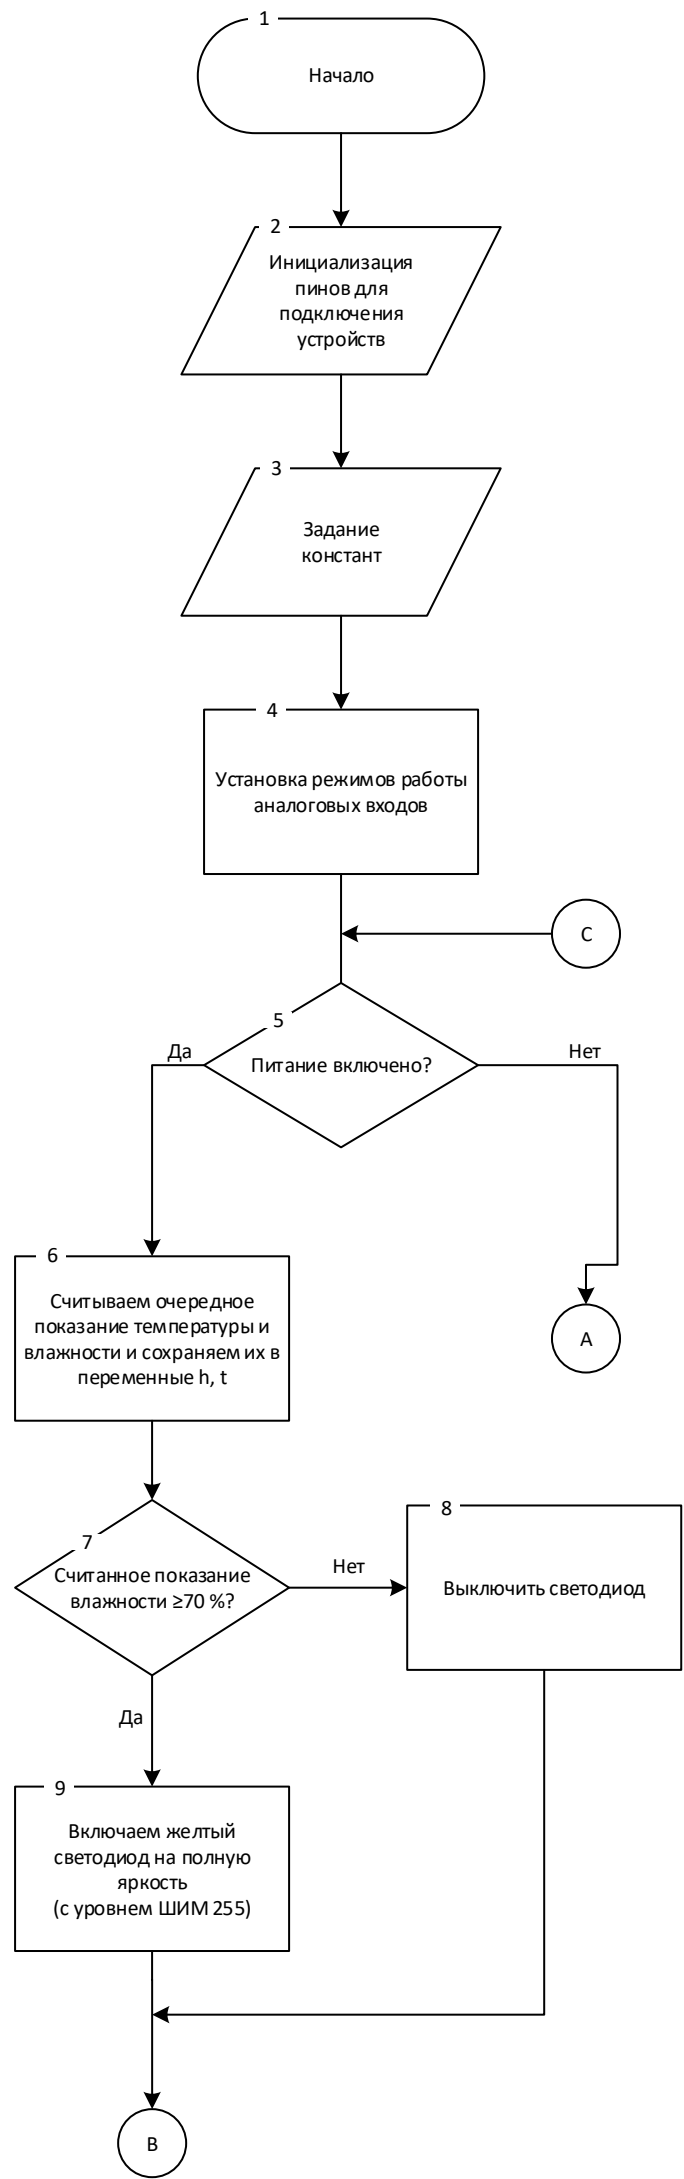 1
Начало
2
Инициализация
пинов для
подключения
устройств
3
Задание
констант
4
Установка режимов работы
аналоговых входов
С
5
Питание включено?
Да
Нет
6
Считываем очередное
показание температуры и
влажности и сохраняем их в
переменные h, t
А
7
Считанное показание
влажности ≥70 %?
Нет
8
Выключить светодиод
Да
9
Включаем желтый
светодиод на полную
яркость
(с уровнем ШИМ 255)
В